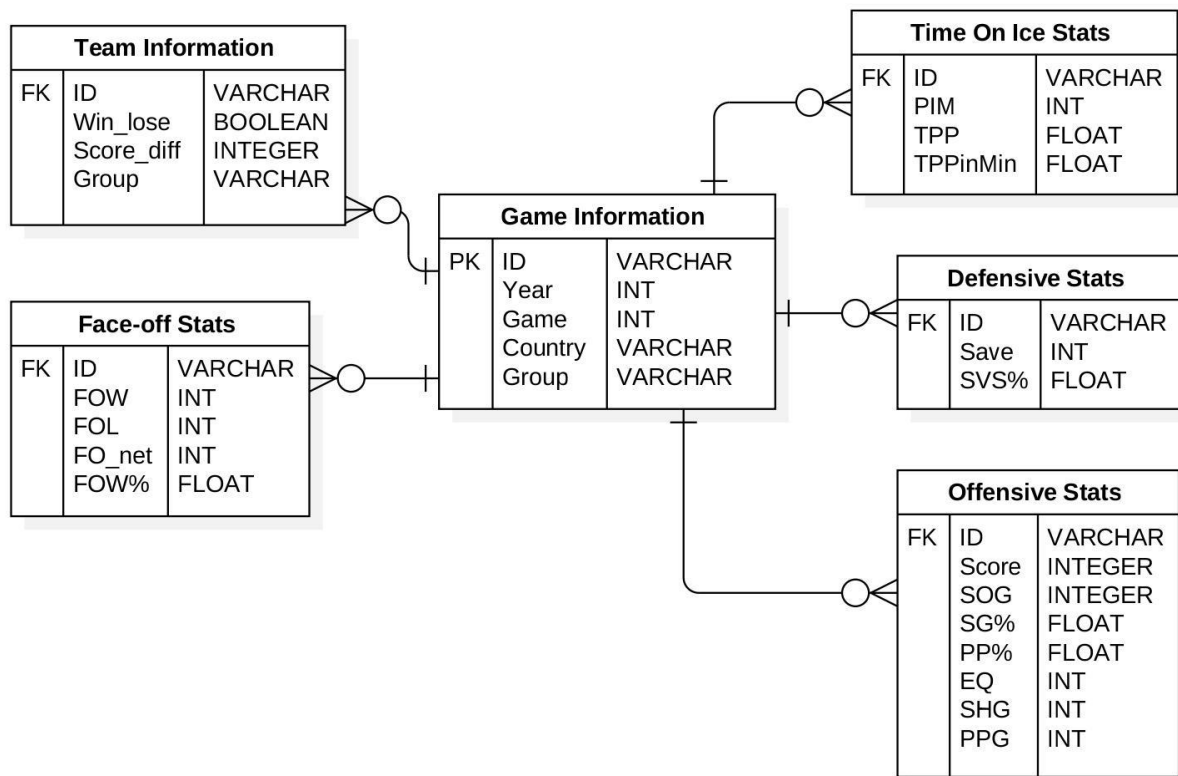 Team Information
FK ID VARCHAR
Win_lose BOOLEAN
Score_diff INTEGER
Group VARCHAR
Face-off Stats
FK ID VARCHAR
FOW INT
FOL INT
FO_net INT
FOW% FLOAT
Game Information
PK ID VARCHAR
Year INT
Game INT
Country VARCHAR
Group VARCHAR
Time On Ice Stats
FK ID VARCHAR
PIM INT
TPP FLOAT
TPPinMin FLOAT
Defensive Stats
FK ID VARCHAR
Save INT
SVS% FLOAT
Offensive Stats
FK ID VARCHAR
Score INTEGER
SOG INTEGER
SG% FLOAT
PP% FLOAT
EQ INT
SHG INT
PPG INT